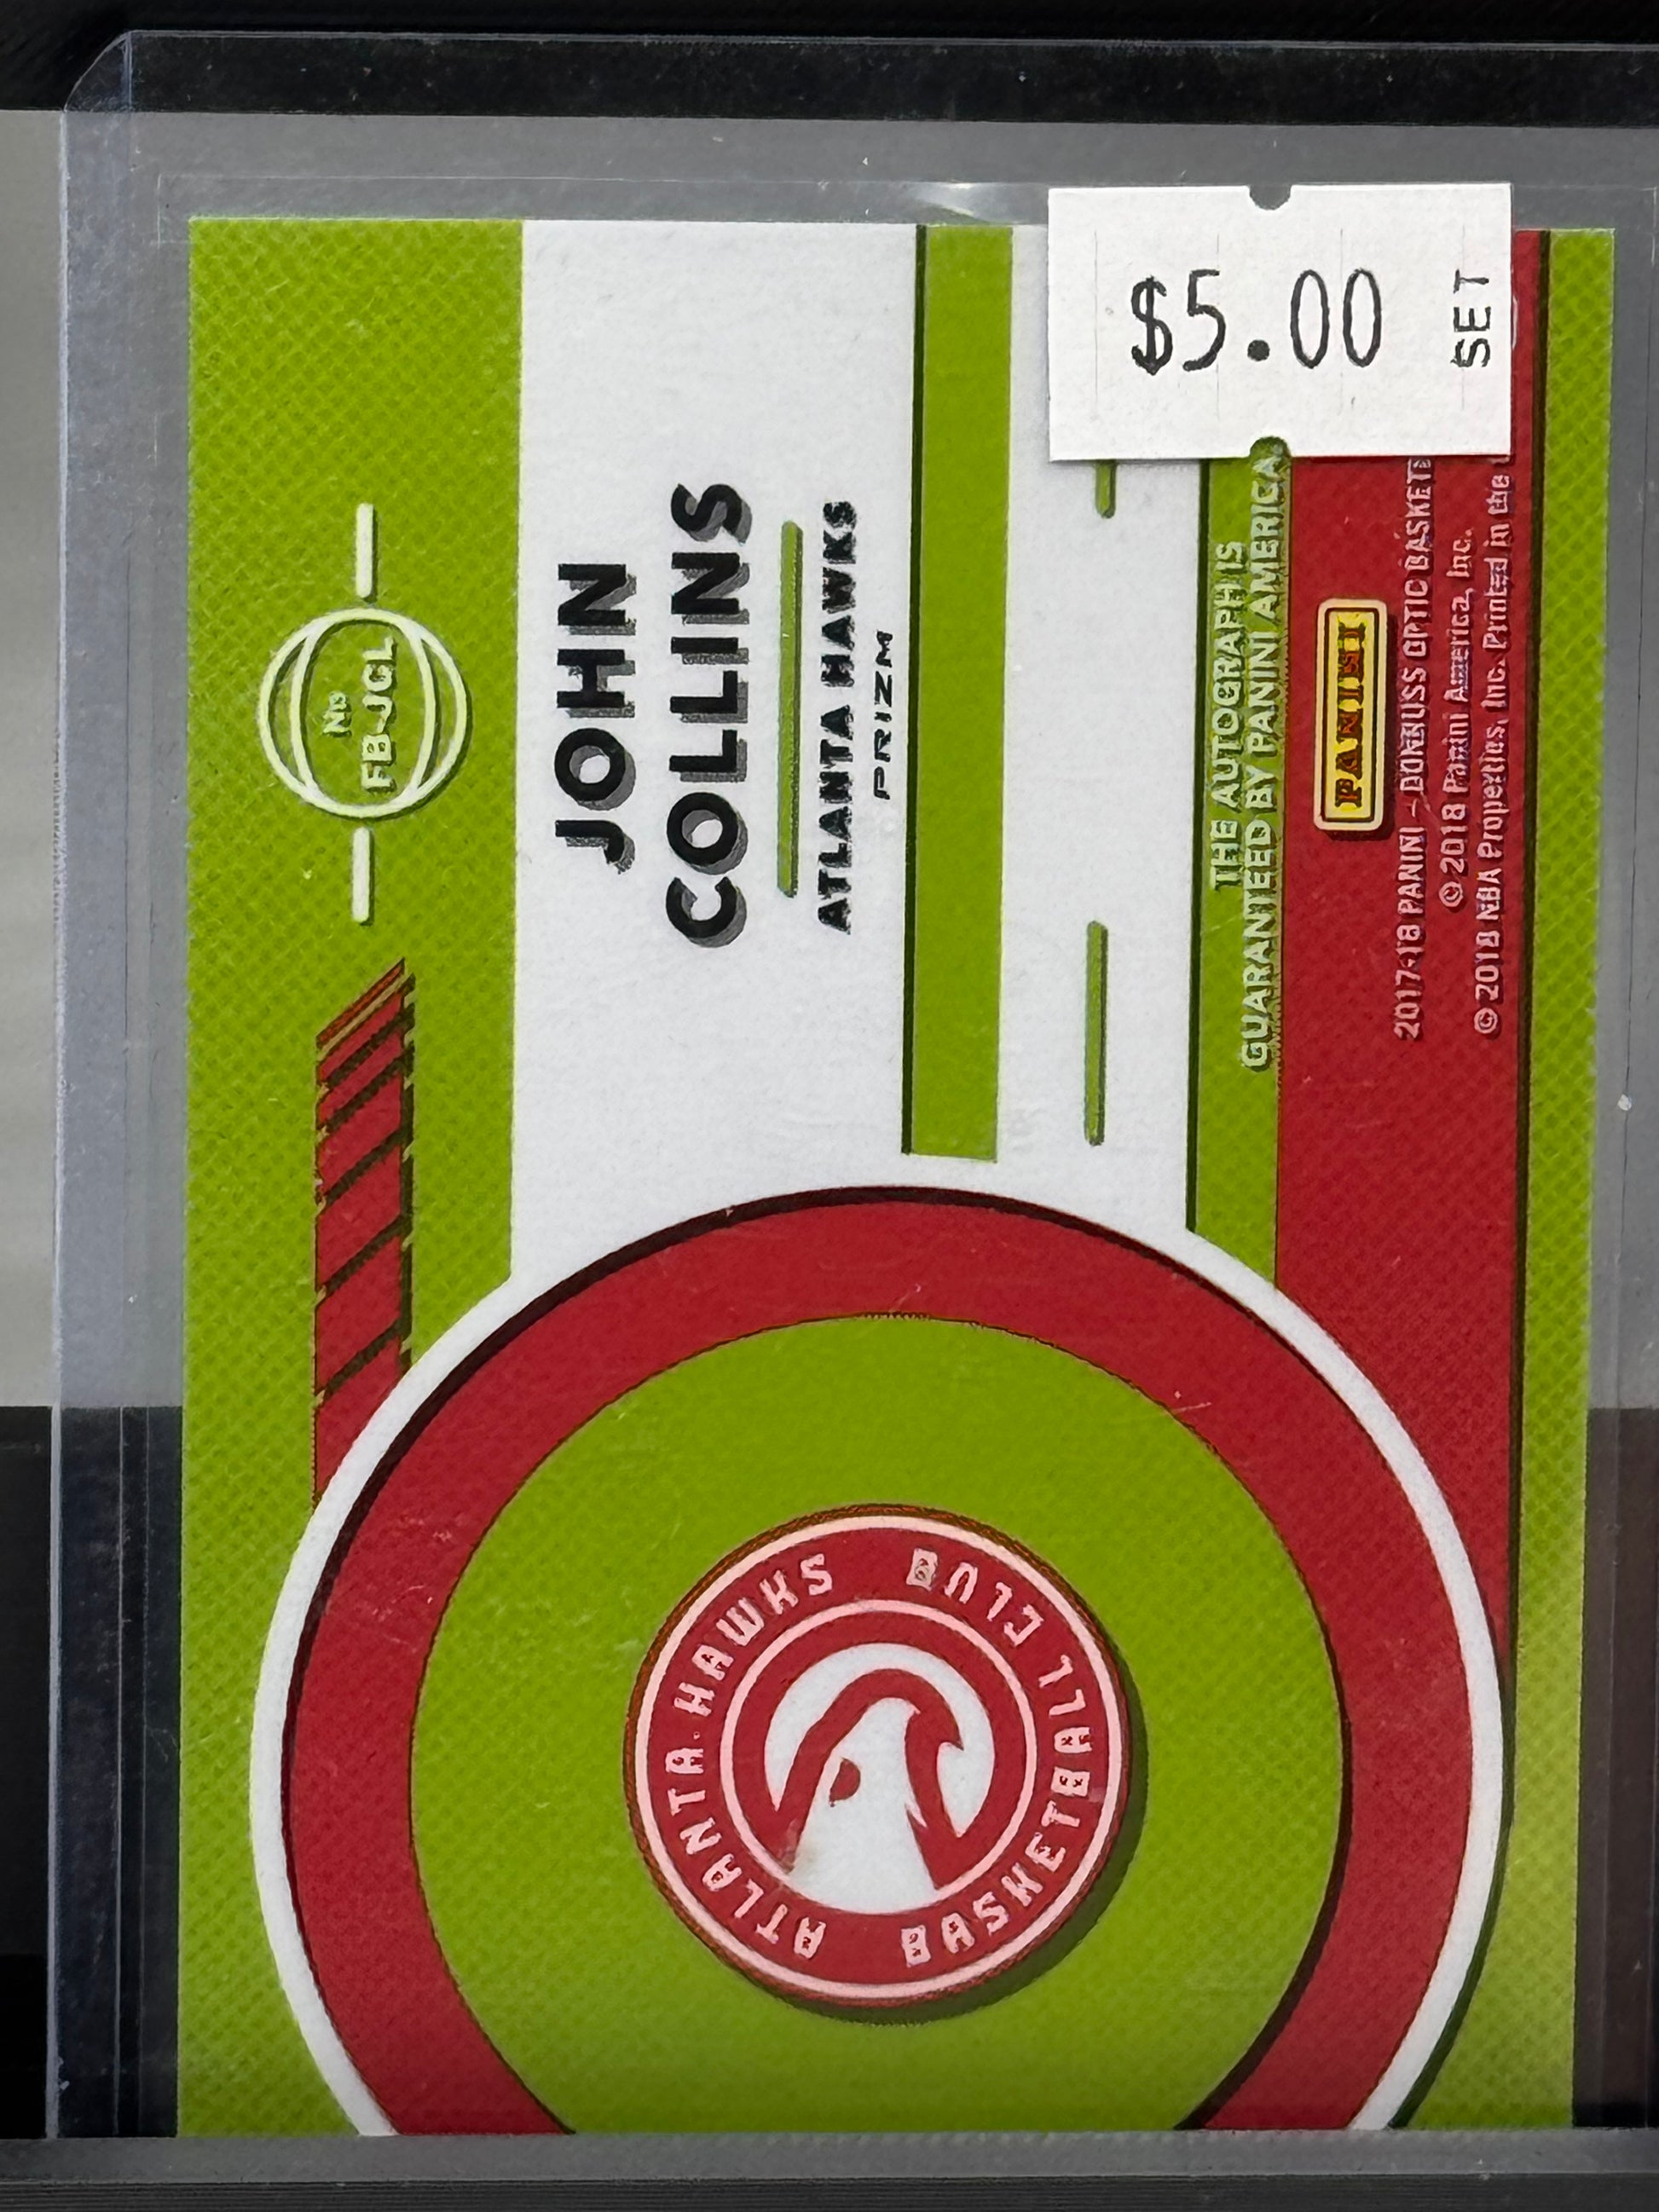 $5.00
SET
Nº
FB-JCL
JOHN
COLLINS
ATLANTA HAWKS
PRIZM
THE AUTOGRAPH IS
GUARANTEED BY PANINI AMERICA
PANINI
2017-18 PANINI – DONRUSS OPTIC BASKETB
© 2018 Panini America, Inc.
© 2018 NBA Properties, Inc. Printed in the
ATLANTA HAWKS
BASKETBALL CLUB